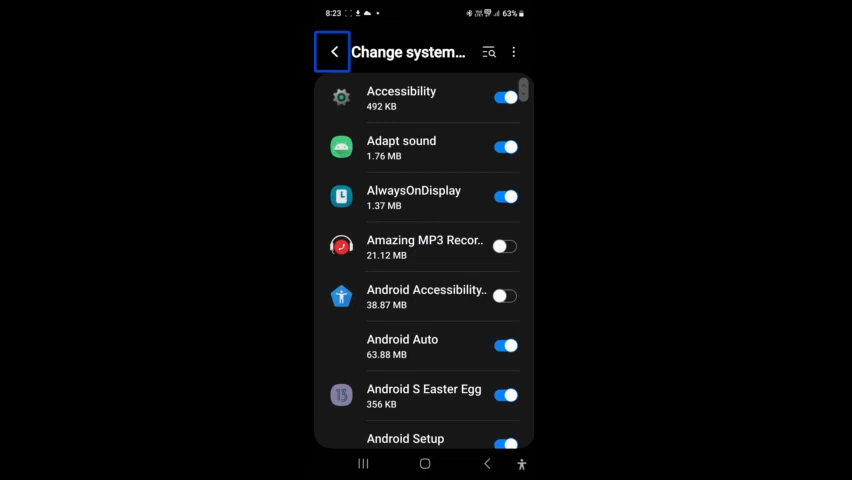 8:23
63%
Change system...
Accessibility
492 KB
Adapt sound
1.76 MB
AlwaysOnDisplay
1.37 MB
Amazing MP3 Recor..
21.12 MB
Android Accessibility..
38.87 MB
Android Auto
63.88 MB
Android S Easter Egg
356 KB
Android Setup